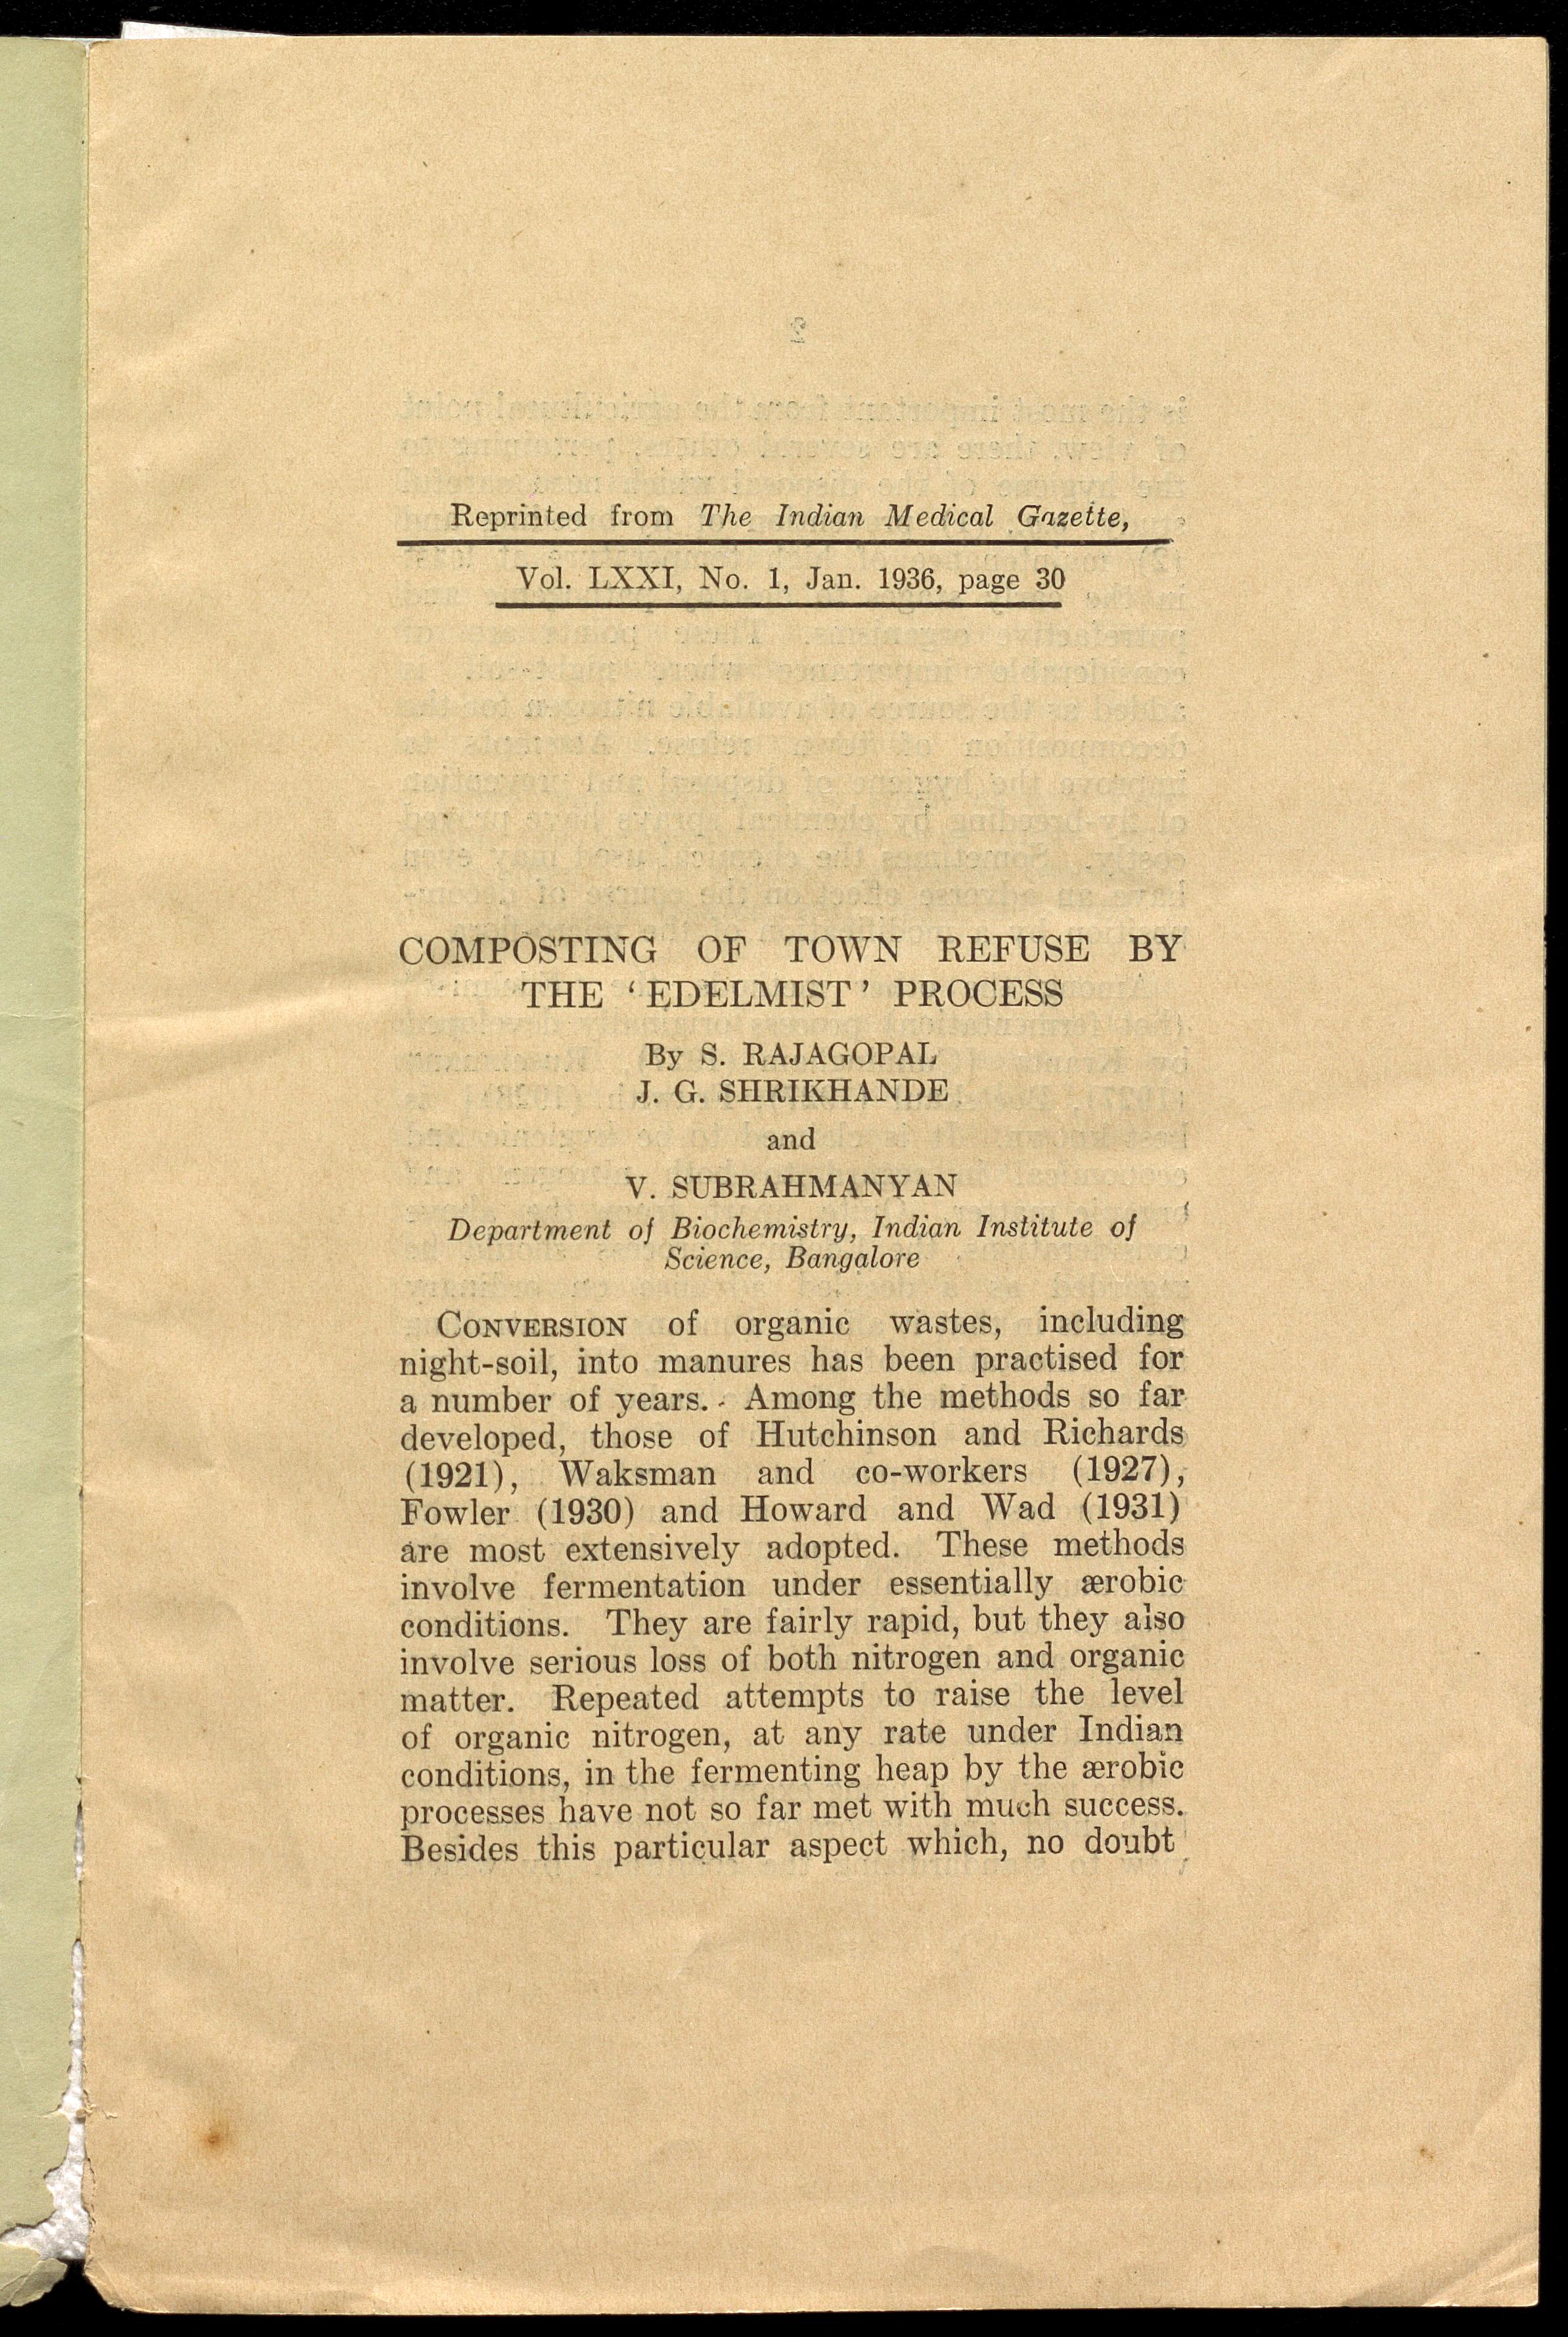 Reprinted from The Indian Medical Gazette,
Vol. LXXI, No. 1, Jan. 1936, page 30
COMPOSTING OF TOWN REFUSE BY
THE ‘EDELMIST’ PROCESS
By S. RAJAGOPAL
J. G. SHRIKHANDE
and
V. SUBRAHMANYAN
Department of Biochemistry, Indian Institute of
Science, Bangalore
CONVERSION of organic wastes, including
night-soil, into manures has been practised for
a number of years. Among the methods so far
developed, those of Hutchinson and Richards
(1921), Waksman and co-workers (1927),
Fowler (1930) and Howard and Wad (1931)
are most extensively adopted. These methods
involve fermentation under essentially ærobic
conditions. They are fairly rapid, but they also
involve serious loss of both nitrogen and organic
matter. Repeated attempts to raise the level
of organic nitrogen, at any rate under Indian
conditions, in the fermenting heap by the ærobic
processes have not so far met with much success.
Besides this particular aspect which, no doubt